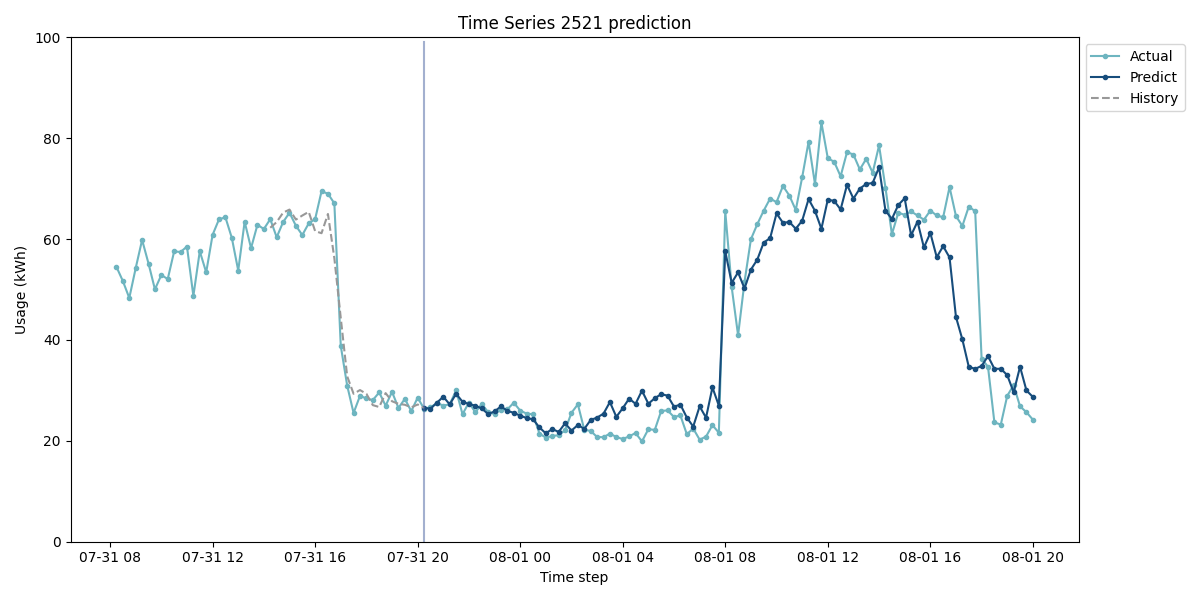 Time Series 2521 prediction
100
80
60
40
20
0
Usage (kWh)
07-31 08
07-31 12
07-31 16
07-31 20
08-01 00
08-01 04
08-01 08
08-01 12
08-01 16
08-01 20
Time step
Actual
Predict
History